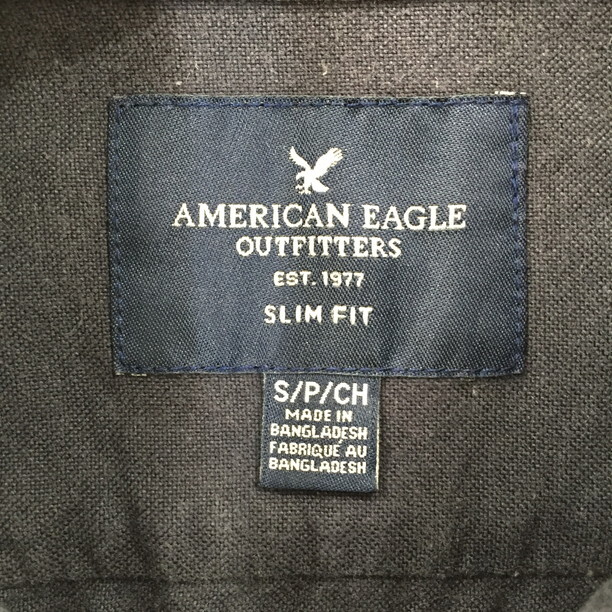 AMERICAN EAGLE
OUTFITTERS
EST. 1977
SLIM FIT
S/P/CH
MADE IN
BANGLADESH
FABRIQUÉ AU
BANGLADESH